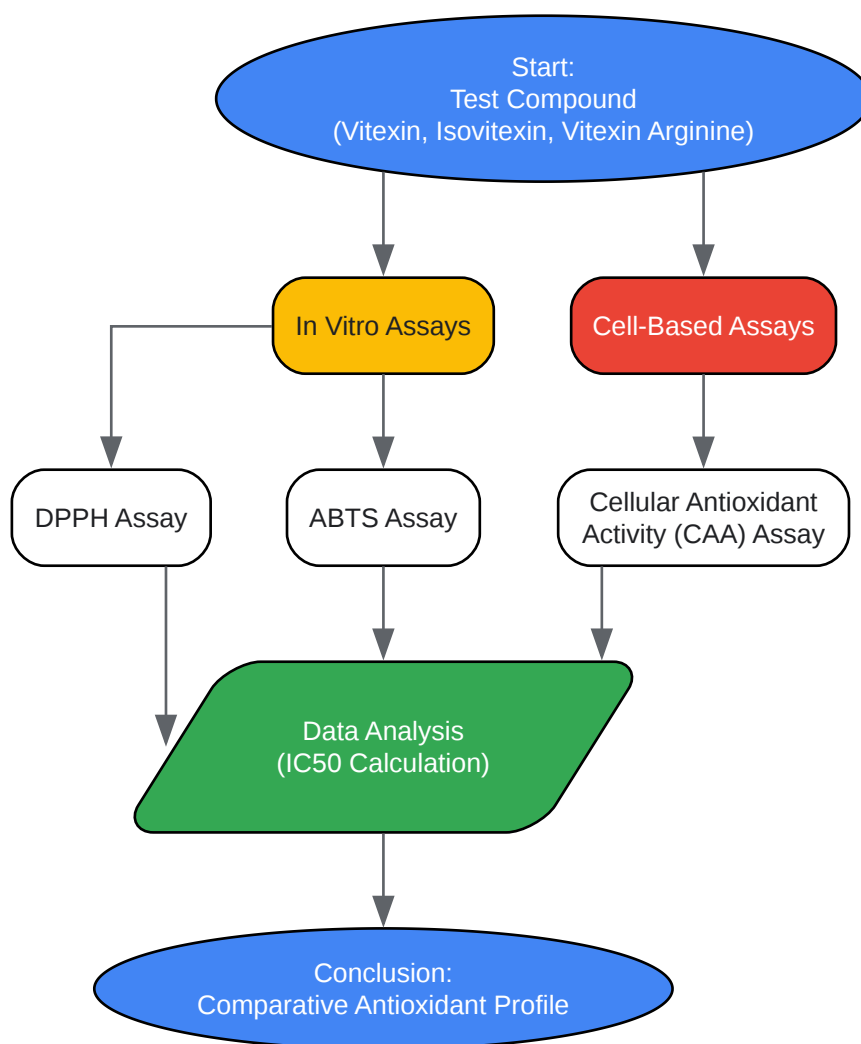 Start:
Test Compound
(Vitexin, Isovitexin, Vitexin Arginine)
In Vitro Assays
Cell-Based Assays
DPPH Assay
ABTS Assay
Cellular Antioxidant
Activity (CAA) Assay
Data Analysis
(IC50 Calculation)
Conclusion:
Comparative Antioxidant Profile